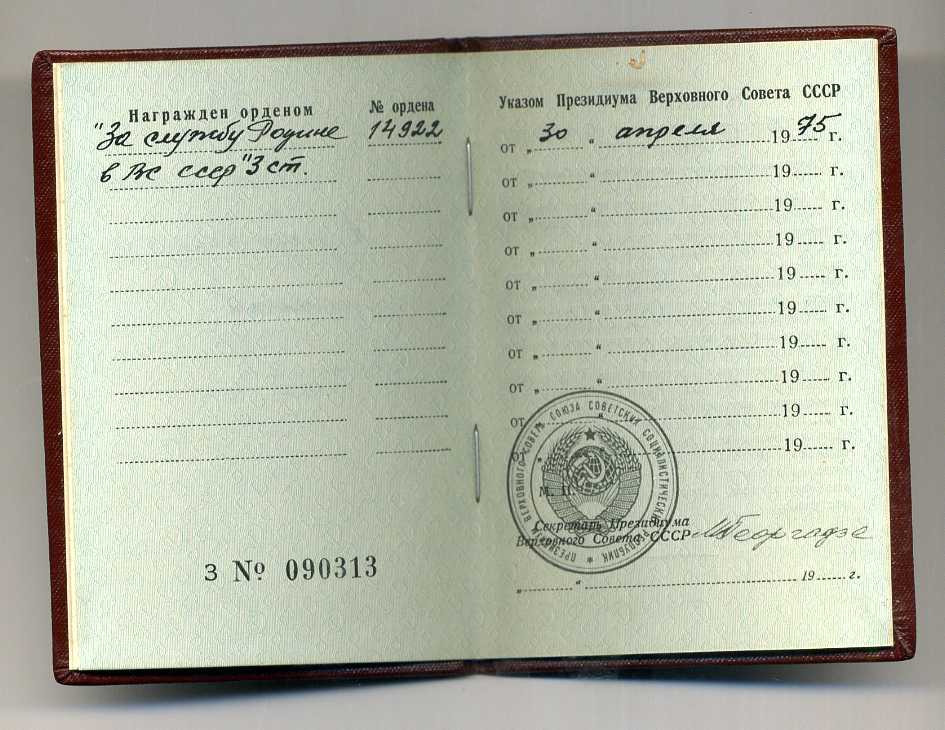 Награжден орденом № ордена
"За службу Родине 14922
в ВС СССР" 3 ст.
З № 090313
Указом Президиума Верховного Совета СССР
от „ 30 “ апреля 1975 г.
от „ “ 19 г.
от „ “ 19 г.
от „ “ 19 г.
от „ “ 19 г.
от „ “ 19 г.
от „ “ 19 г.
от „ “ 19 г.
от „ “ 19 г.
19 г.
М. П.
Секретарь Президиума
Верховного Совета СССР М Георгадзе
„ “ 19 г.
ПРЕЗИДИУМ ВЕРХОВНОГО СОВЕТА СОЮЗА СОВЕТСКИХ СОЦИАЛИСТИЧЕСКИХ РЕСПУБЛИК